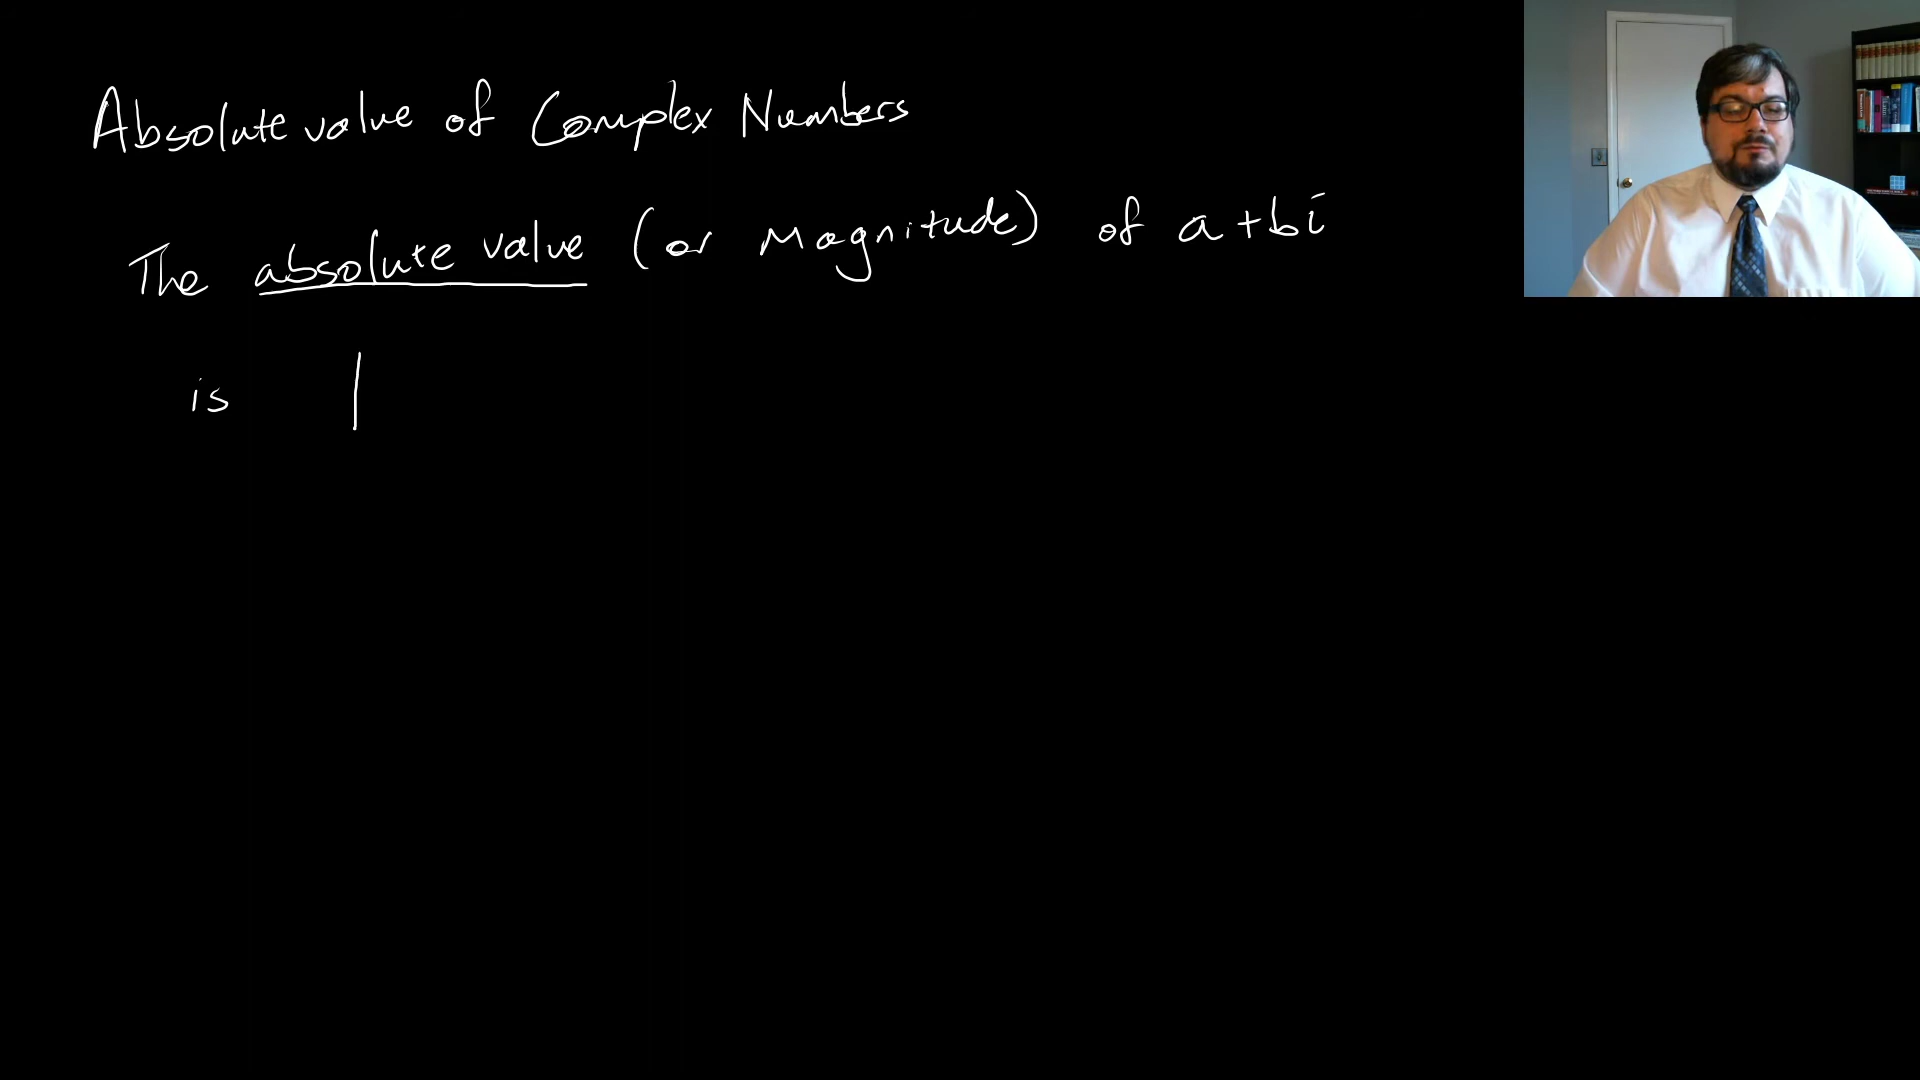 Absolute value of Complex Numbers
The absolute value (or Magnitude) of a+bi
is |